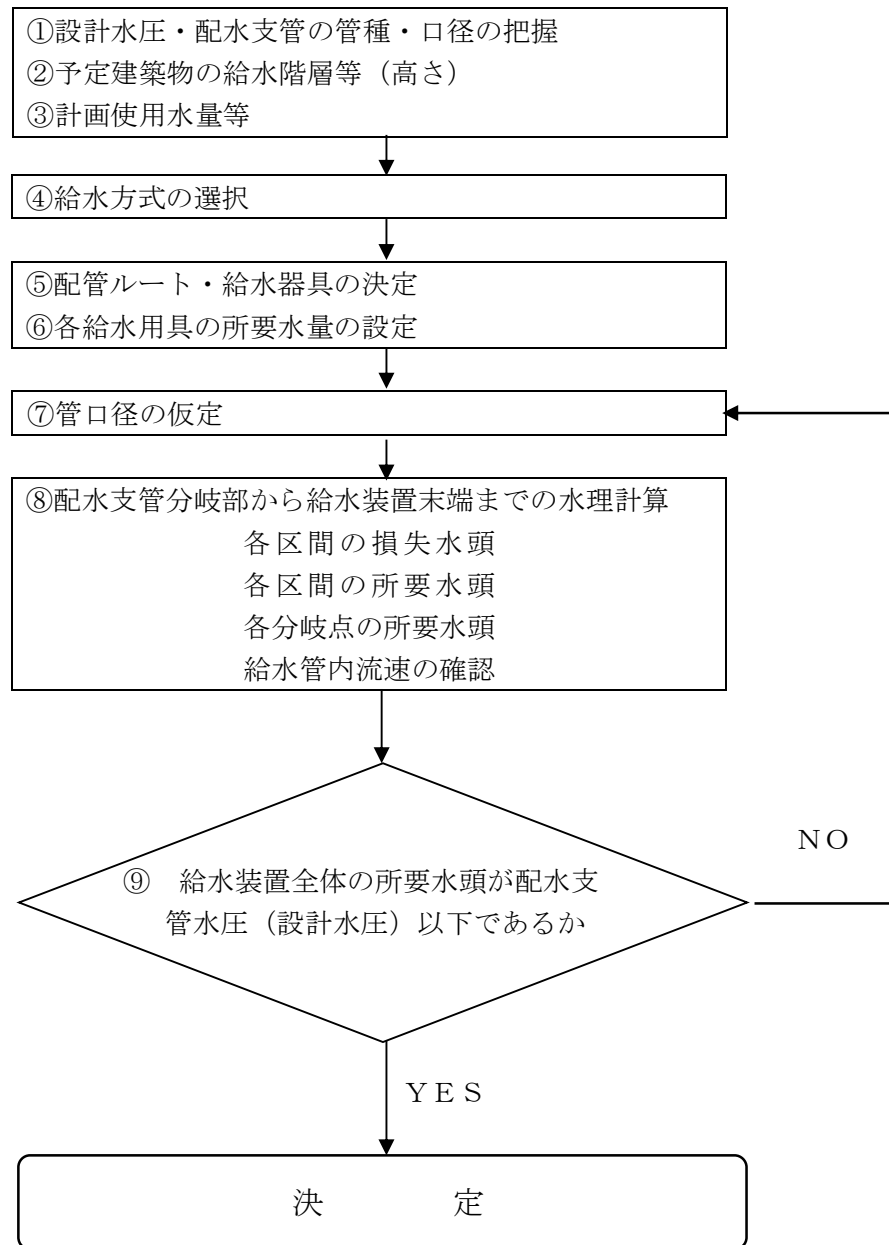 ①設計水圧・配水支管の管種・口径の把握
②予定建築物の給水階層等（高さ）
③計画使用水量等
④給水方式の選択
⑤配管ルート・給水器具の決定
⑥各給水用具の所要水量の設定
⑦管口径の仮定
⑧配水支管分岐部から給水装置末端までの水理計算
各区間の損失水頭
各区間の所要水頭
各分岐点の所要水頭
給水管内流速の確認
⑨　給水装置全体の所要水頭が配水支
管水圧（設計水圧）以下であるか
ＮＯ
ＹＥＳ
決　　　　定